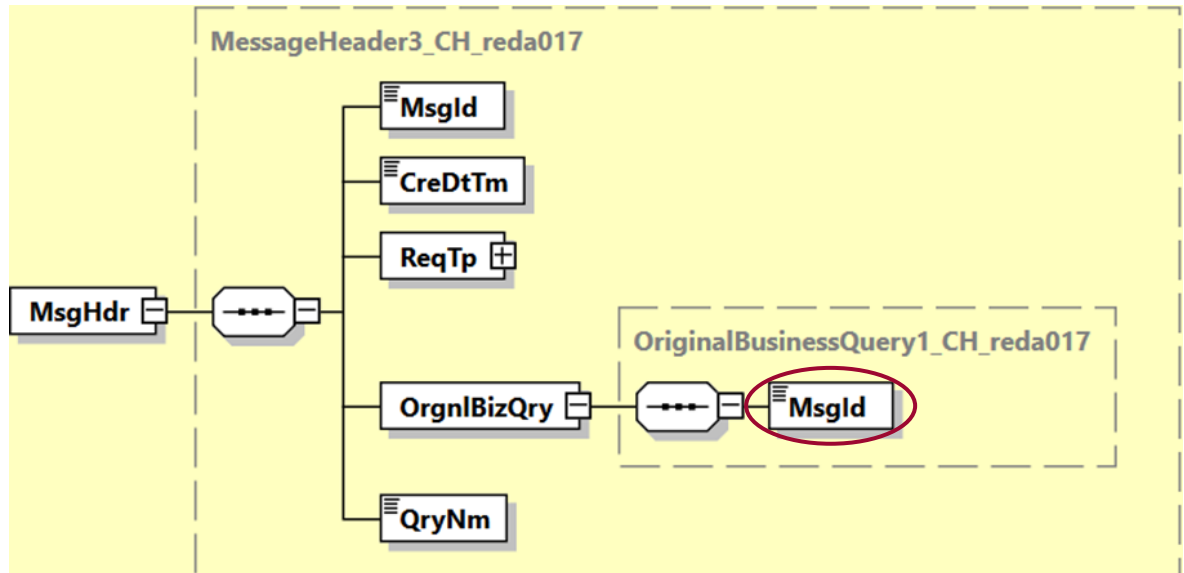 MessageHeader3_CH_reda017
MsgId
CreDtTm
ReqTp
MsgHdr
OriginalBusinessQuery1_CH_reda017
OrgnlBizQry
MsgId
QryNm